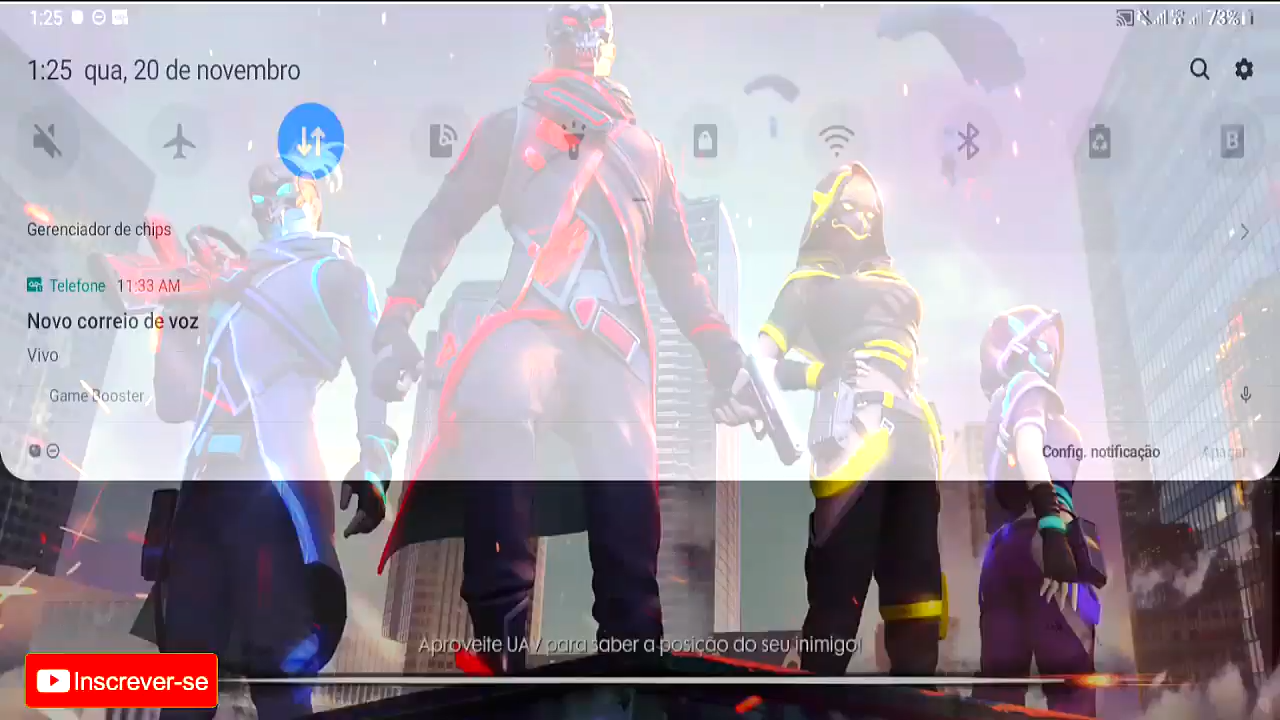 1:25
73%
1:25 qua, 20 de novembro
B
Gerenciador de chips
Telefone 11:33 AM
Novo correio de voz
Vivo
Game Booster
Config. notificação Apagar
Aproveite UAV para saber a posição do seu inimigo!
Inscrever-se